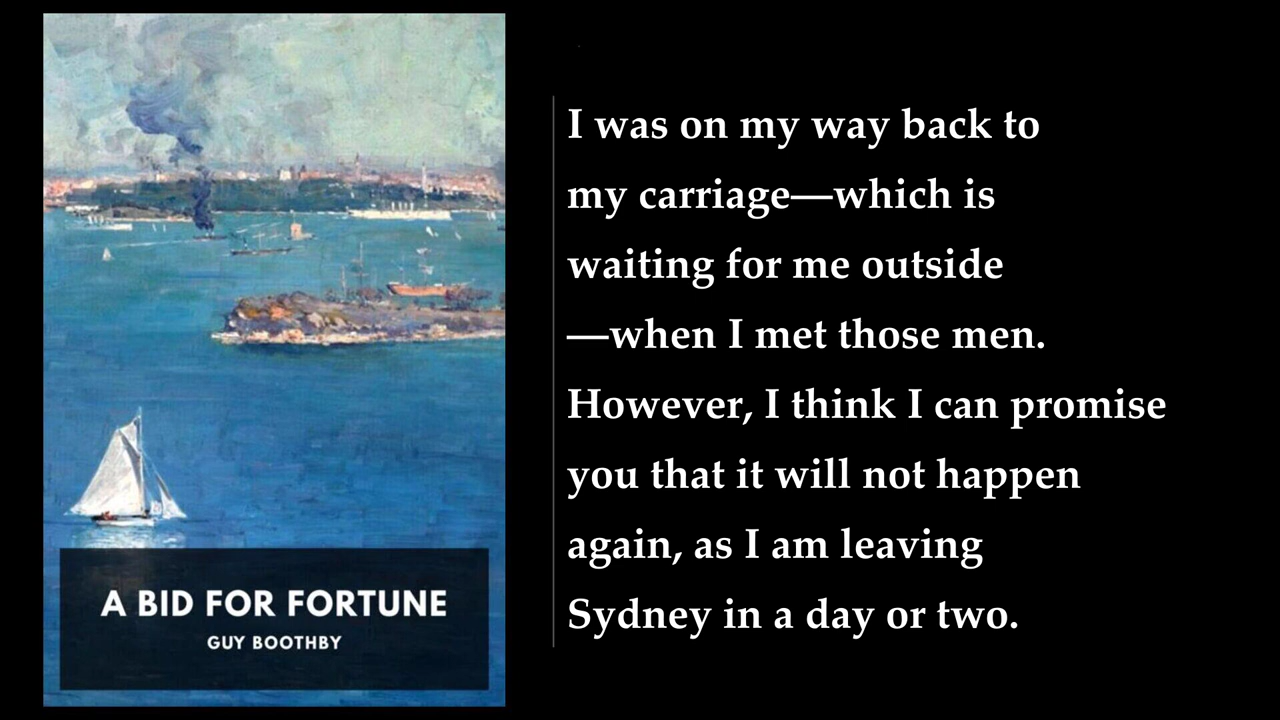 A BID FOR FORTUNE
GUY BOOTHBY
I was on my way back to
my carriage—which is
waiting for me outside
—when I met those men.
However, I think I can promise
you that it will not happen
again, as I am leaving
Sydney in a day or two.